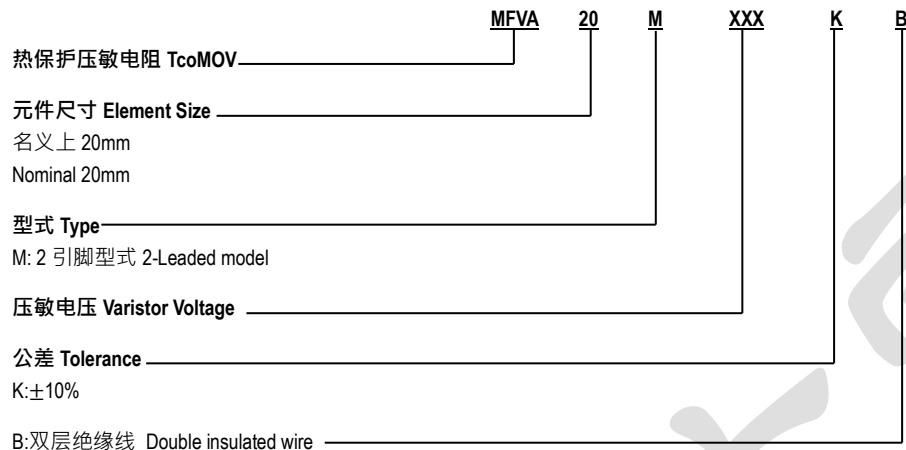 MFVA 20 M XXX K B
热保护压敏电阻 TcoMOV
元件尺寸 Element Size
名义上 20mm
Nominal 20mm
型式 Type
M: 2 引脚型式 2-Leaded model
压敏电压 Varistor Voltage
公差 Tolerance
K:±10%
B:双层绝缘线 Double insulated wire